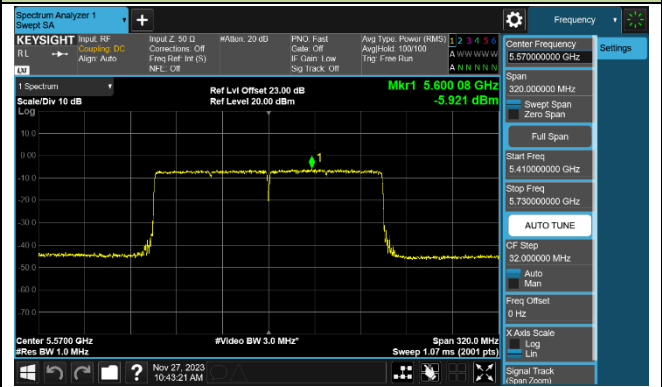 Spectrum Analyzer 1
Swept SA
Frequency
KEYSIGHT
RL
LXI
Input: RF
Coupling: DC
Align: Auto
Input Z: 50 Ω
Corrections: Off
Freq Ref: Int (S)
NFE: Off
#Atten: 20 dB
PNO: Fast
Gate: Off
IF Gain: Low
Sig Track: Off
Avg Type: Power (RMS)
Avg|Hold: 100/100
Trig: Free Run
1 2 3 4 5 6
A W W W W W
A N N N N N
1 Spectrum
Scale/Div 10 dB
Log
Ref Lvl Offset 23.00 dB
Ref Level 20.00 dBm
Mkr1 5.600 08 GHz
-5.921 dBm
10.0
0.00
-10.0
-20.0
-30.0
-40.0
-50.0
-60.0
-70.0
1
Center 5.5700 GHz
#Res BW 1.0 MHz
#Video BW 3.0 MHz*
Span 320.0 MHz
Sweep 1.07 ms (2001 pts)
Nov 27, 2023
10:43:21 AM
Center Frequency
5.570000000 GHz
Span
320.000000 MHz
Swept Span
Zero Span
Full Span
Start Freq
5.410000000 GHz
Stop Freq
5.730000000 GHz
AUTO TUNE
CF Step
32.000000 MHz
Auto
Man
Freq Offset
0 Hz
X Axis Scale
Log
Lin
Signal Track
(Span Zoom)
Settings